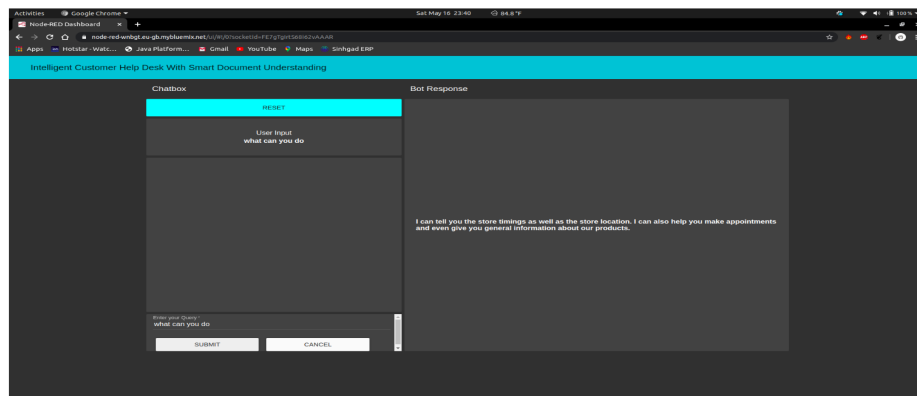 Activities Google Chrome Sat May 16 23:40 84.8 °F 100 %
Node-RED Dashboard
node-red-wnbgt.eu-gb.mybluemix.net
Apps Hotstar - Watc... Java Platform... Gmail YouTube Maps Sinhgad ERP
Intelligent Customer Help Desk With Smart Document Understanding
Chatbox
RESET
User Input
what can you do
Enter your Query *
what can you do
SUBMIT CANCEL
Bot Response
I can tell you the store timings as well as the store location. I can also help you make appointments
and even give you general information about our products.